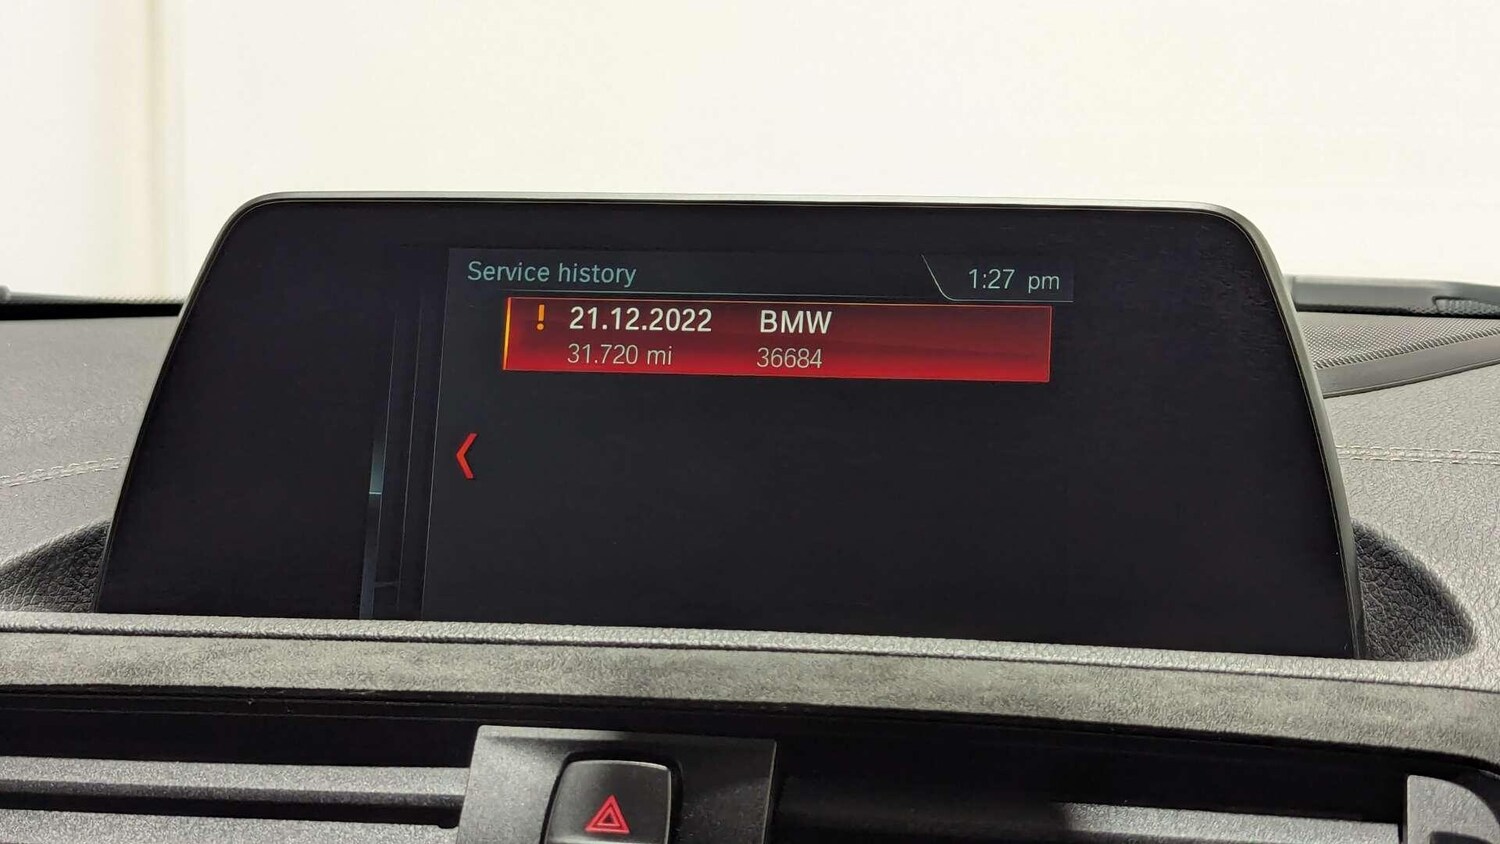 Service history
1:27 pm
! 21.12.2022 BMW
31.720 mi 36684